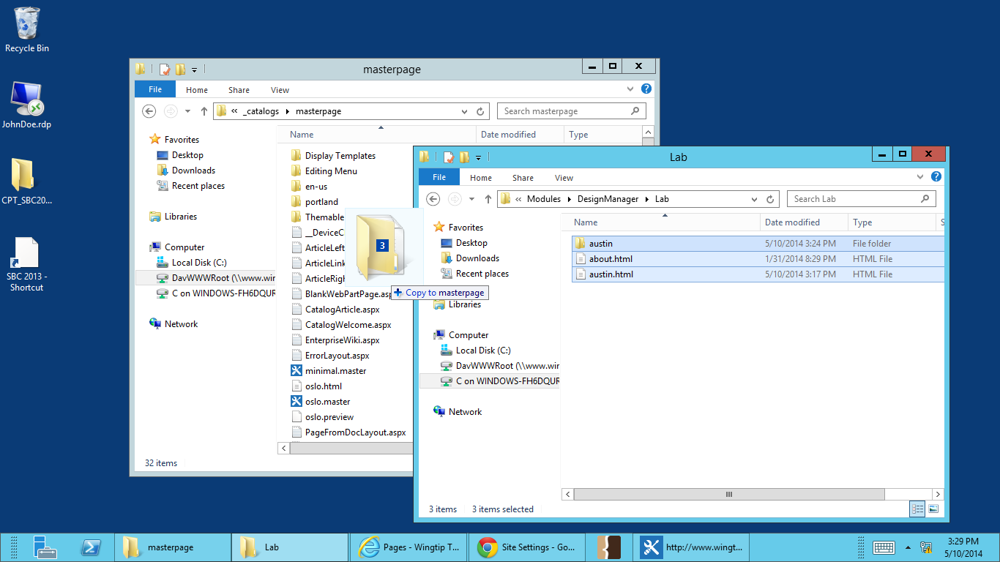 Recycle Bin
JohnDoe.rdp
CPT_SBC20...
SBC 2013 -
Shortcut
masterpage
File
Home
Share
View
_catalogs
masterpage
Search masterpage
Favorites
Desktop
Downloads
Recent places
Libraries
Computer
Local Disk (C:)
DavWWWRoot (\\www.wir
C on WINDOWS-FH6DQUR
Network
Name
Date modified
Type
Display Templates
Editing Menu
en-us
portland
Themable
__DeviceC
ArticleLeft
ArticleLink
ArticleRigh
BlankWebPartPage.asp
CatalogArticle.aspx
CatalogWelcome.aspx
EnterpriseWiki.aspx
ErrorLayout.aspx
minimal.master
oslo.html
oslo.master
oslo.preview
PageFromDocLayout.aspx
32 items
3
Copy to masterpage
Lab
File
Home
Share
View
Modules
DesignManager
Lab
Search Lab
Favorites
Desktop
Downloads
Recent places
Libraries
Computer
Local Disk (C:)
DavWWWRoot (\\www.wing
C on WINDOWS-FH6DQUR
Network
Name
Date modified
Type
S
austin
5/10/2014 3:24 PM
File folder
about.html
1/31/2014 8:29 PM
HTML File
austin.html
5/10/2014 3:17 PM
HTML File
3 items
3 items selected
masterpage
Lab
Pages - Wingtip T...
Site Settings - Go...
http://www.wingt...
3:29 PM
5/10/2014